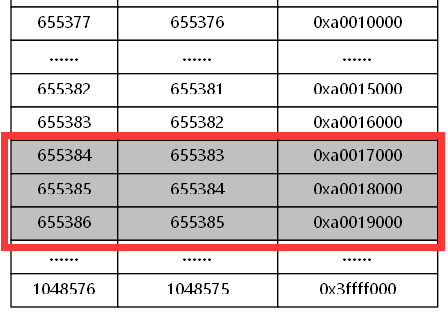 655377 655376 0xa0010000
...... ...... ......
655382 655381 0xa0015000
655383 655382 0xa0016000
655384 655383 0xa0017000
655385 655384 0xa0018000
655386 655385 0xa0019000
...... ...... ......
1048576 1048575 0x3ffff000